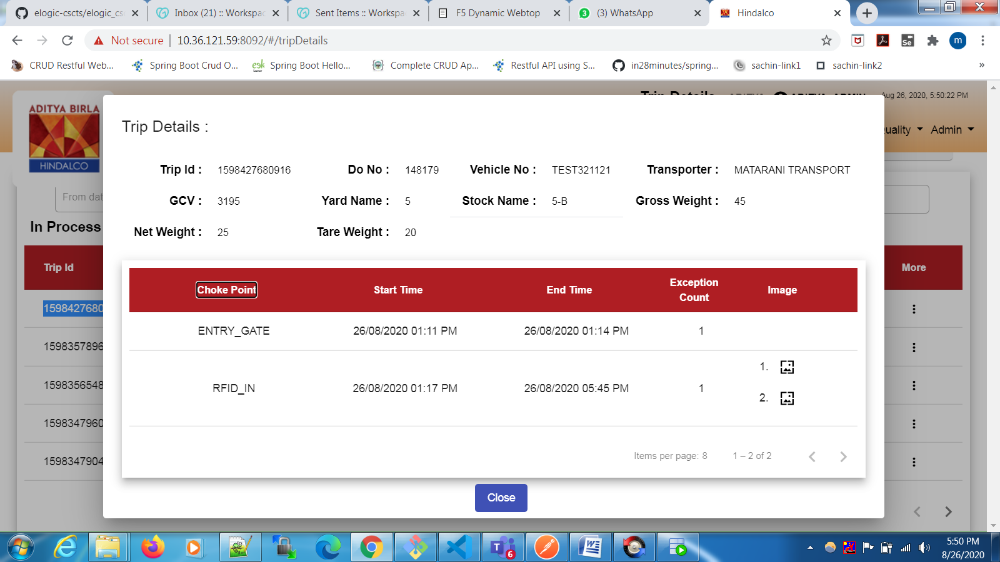 elogic-cscts/elogic_cs
Inbox (21) :: Workspac
Sent Items :: Workspa
F5 Dynamic Webtop
(3) WhatsApp
Hindalco
Not secure
10.36.121.59:8092/#/tripDetails
Se
m
CRUD Restful Web...
Spring Boot Crud O...
Spring Boot Hello...
Complete CRUD Ap...
Restful API using S...
in28minutes/spring...
sachin-link1
sachin-link2
»
Aug 26, 2020, 5:50:22 PM
ADITYA BIRLA
HINDALCO
Admin
Trip Details :
Trip Id : 1598427680916 Do No : 148179 Vehicle No : TEST321121 Transporter : MATARANI TRANSPORT
GCV : 3195 Yard Name : 5 Stock Name : 5-B Gross Weight : 45
Net Weight : 25 Tare Weight : 20
From dat
In Process
Trip Id
More
1598427680
1598357896
1598356548
1598347960
1598347904
Choke Point Start Time End Time Exception Count Image
ENTRY_GATE 26/08/2020 01:11 PM 26/08/2020 01:14 PM 1
RFID_IN 26/08/2020 01:17 PM 26/08/2020 05:45 PM 1
1.
2.
Items per page: 8 1 – 2 of 2
Close
6
5:50 PM
8/26/2020